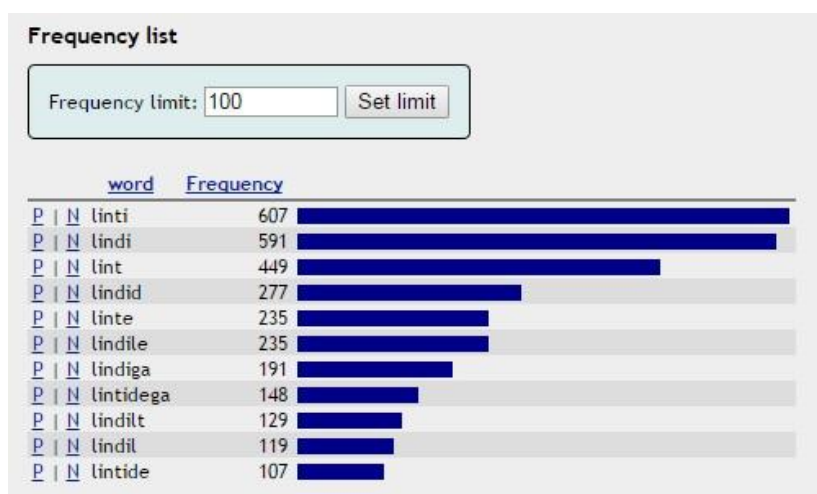 Frequency list
Frequency limit: 100 Set limit
word Frequency
P | N linti 607
P | N lindi 591
P | N lint 449
P | N lindid 277
P | N linte 235
P | N lindile 235
P | N lindiga 191
P | N lintidega 148
P | N lindilt 129
P | N lindil 119
P | N lintide 107